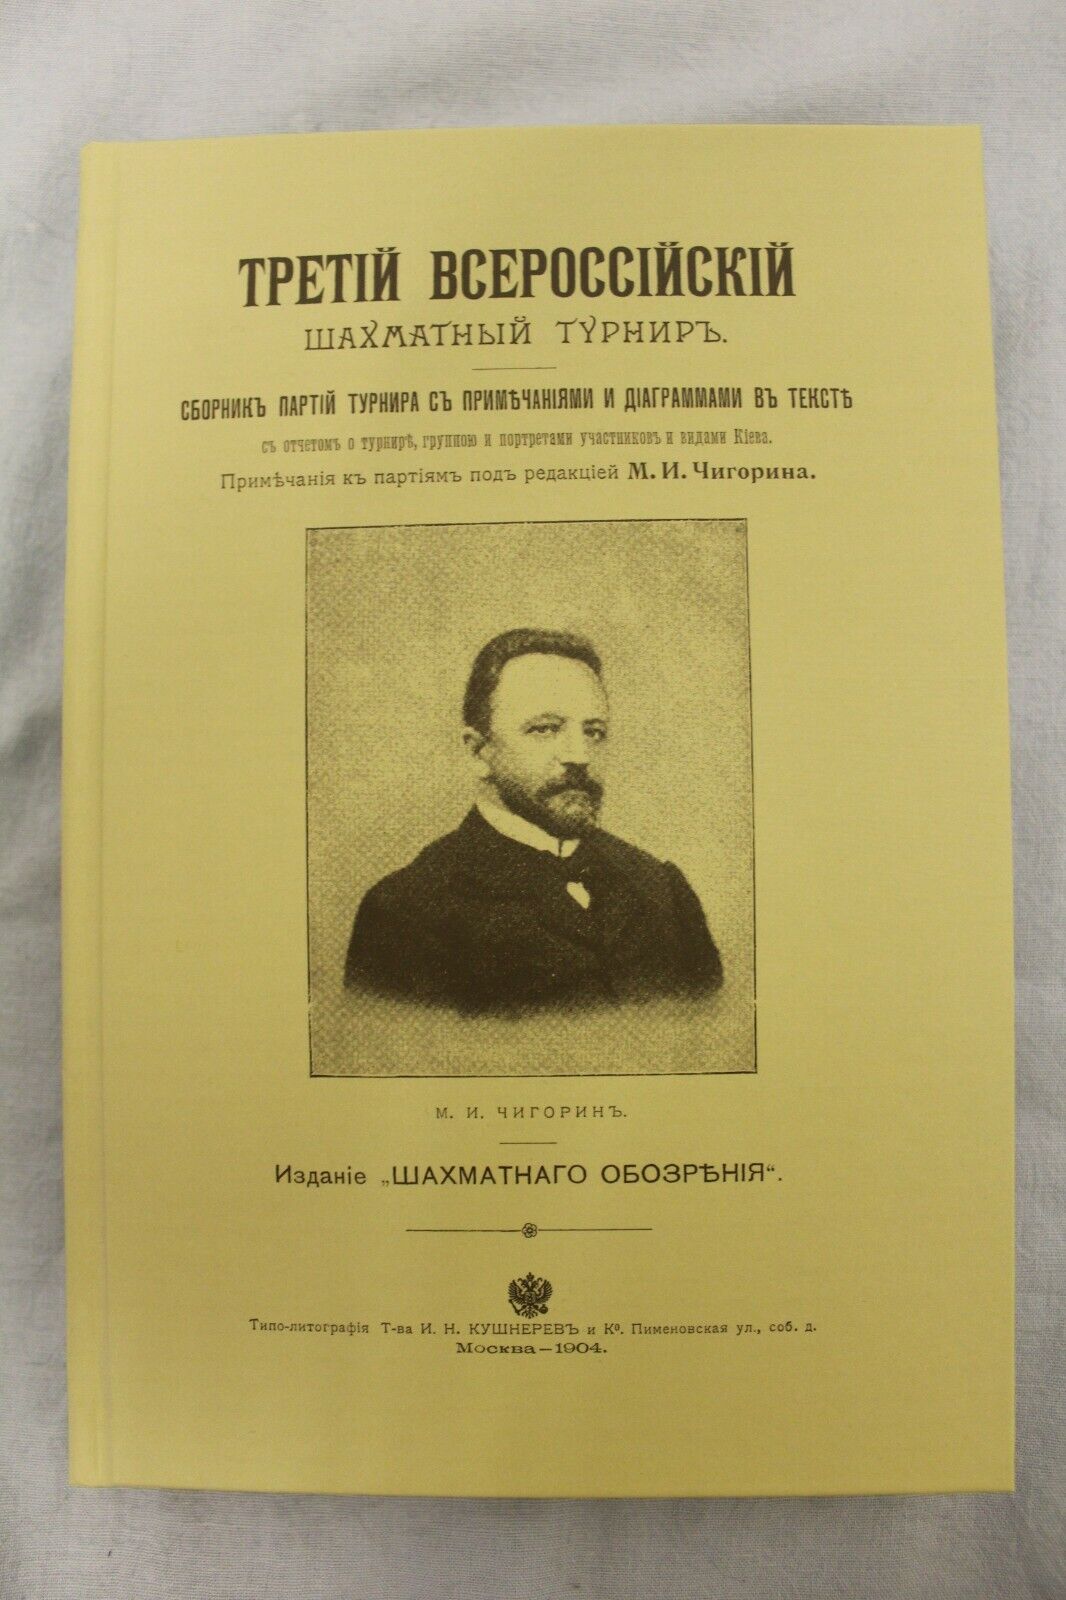 ТРЕТІЙ ВСЕРОССІЙСКІЙ
ШАХМАТНЫЙ ТУРНИРЪ.
СБОРНИКЪ ПАРТІЙ ТУРНИРА СЪ ПРИМѢЧАНІЯМИ И ДІАГРАММАМИ ВЪ ТЕКСТѢ
съ отчетомъ о турнирѣ, группою и портретами участниковъ и видами Кіева.
Примѣчанія къ партіямъ подъ редакціей М. И. Чигорина.
М. И. ЧИГОРИНЪ.
Изданіе „ШАХМАТНАГО ОБОЗРѢНІЯ“.
Типо-литографія Т-ва И. Н. КУШНЕРЕВЪ и Кº. Пименовская ул., соб. д.
Москва—1904.